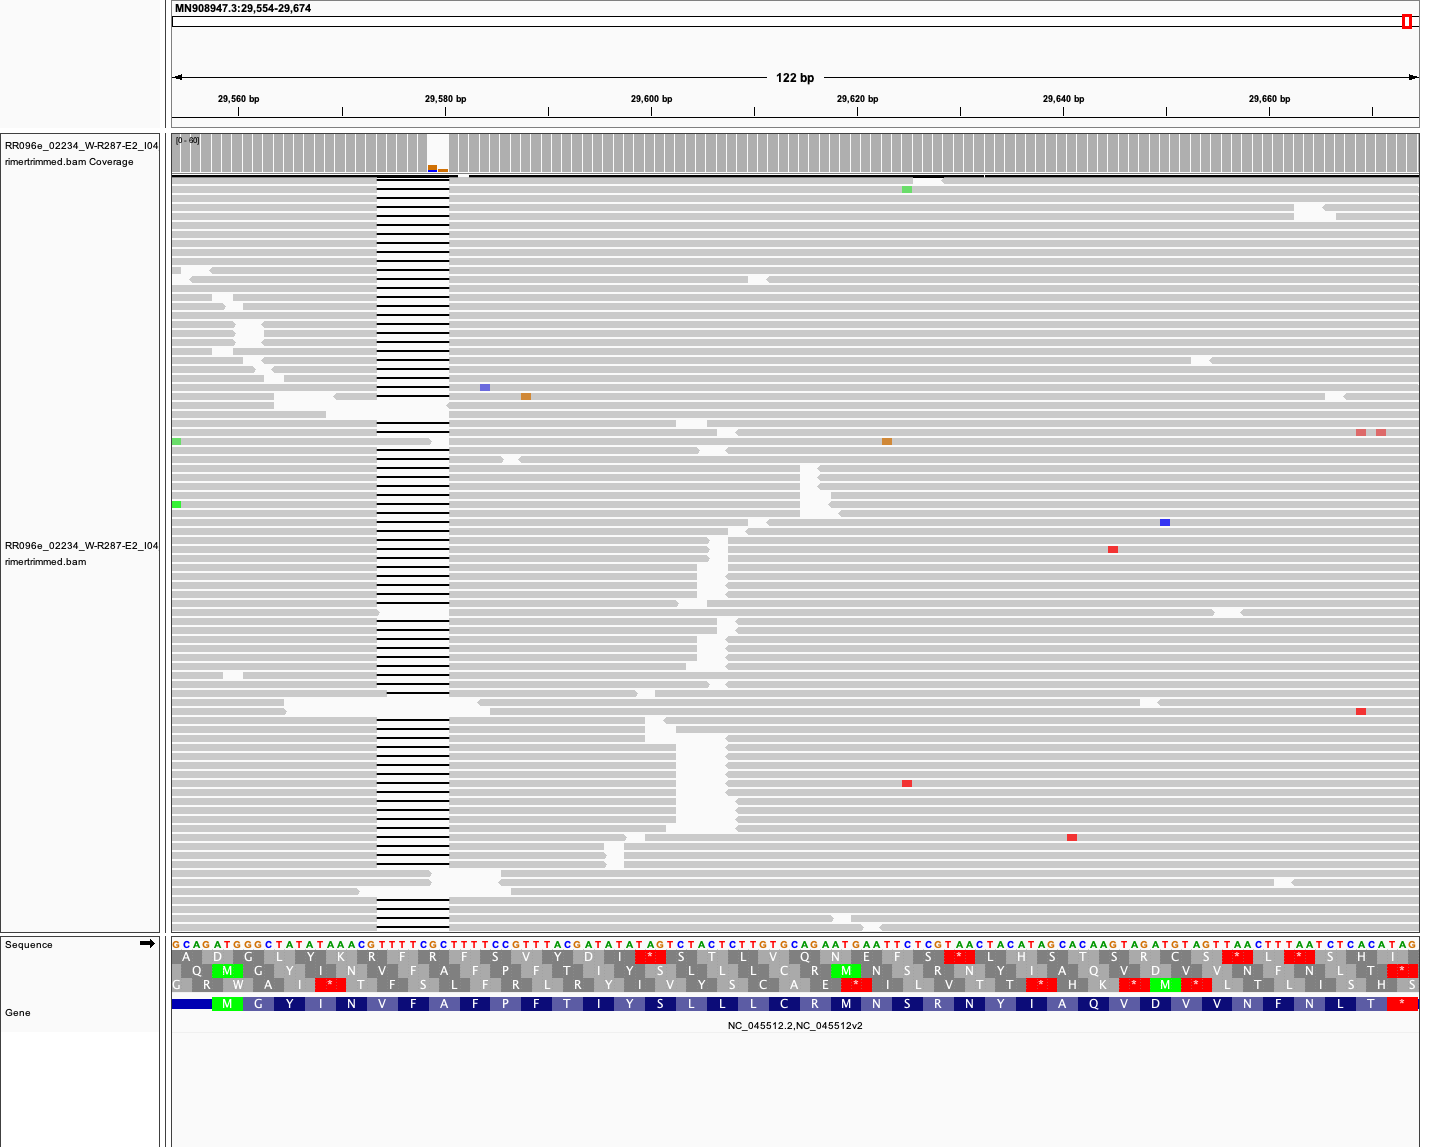 MN908947.3:29,554-29,674
122 bp
29,560 bp 29,580 bp 29,600 bp 29,620 bp 29,640 bp 29,660 bp
RR096e_02234_W-R287-E2_I04
rimertrimmed.bam Coverage
[0 - 60]
RR096e_02234_W-R287-E2_I04
rimertrimmed.bam
Sequence
GCAGATGGGCTATATAAACGTTTTCGCTTTTCCGTTTACGATATATAGTCTACTCTTGTGCAGAATGAATTCTCGTAACTACATAGCACAAGTAGATGTAGTTAACTTTAATCTCACATAG
A D G L Y K R F R F S V Y D I * S T L V Q N E F S * L H S T S R C S * L * S H I
Q M G Y I N V F A F P F T I Y S L L L C R M N S R N Y I A Q V D V V N F N L T *
G R W A I * T F S L F R L R Y I V Y S C A E * I L V T T * H K * M * L T L I S H S
Gene
M G Y I N V F A F P F T I Y S L L L C R M N S R N Y I A Q V D V V N F N L T *
NC_045512.2,NC_045512v2